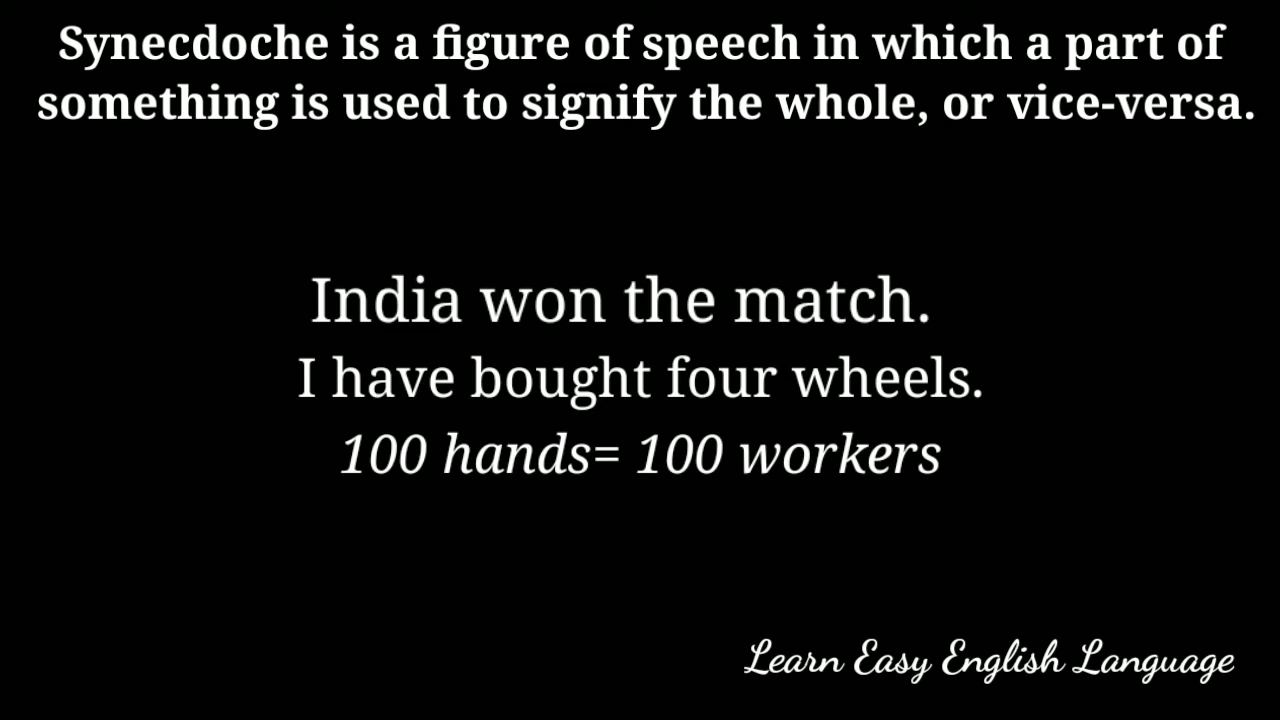 Synecdoche is a figure of speech in which a part of
something is used to signify the whole, or vice-versa.
India won the match.
I have bought four wheels.
100 hands= 100 workers
Learn Easy English Language